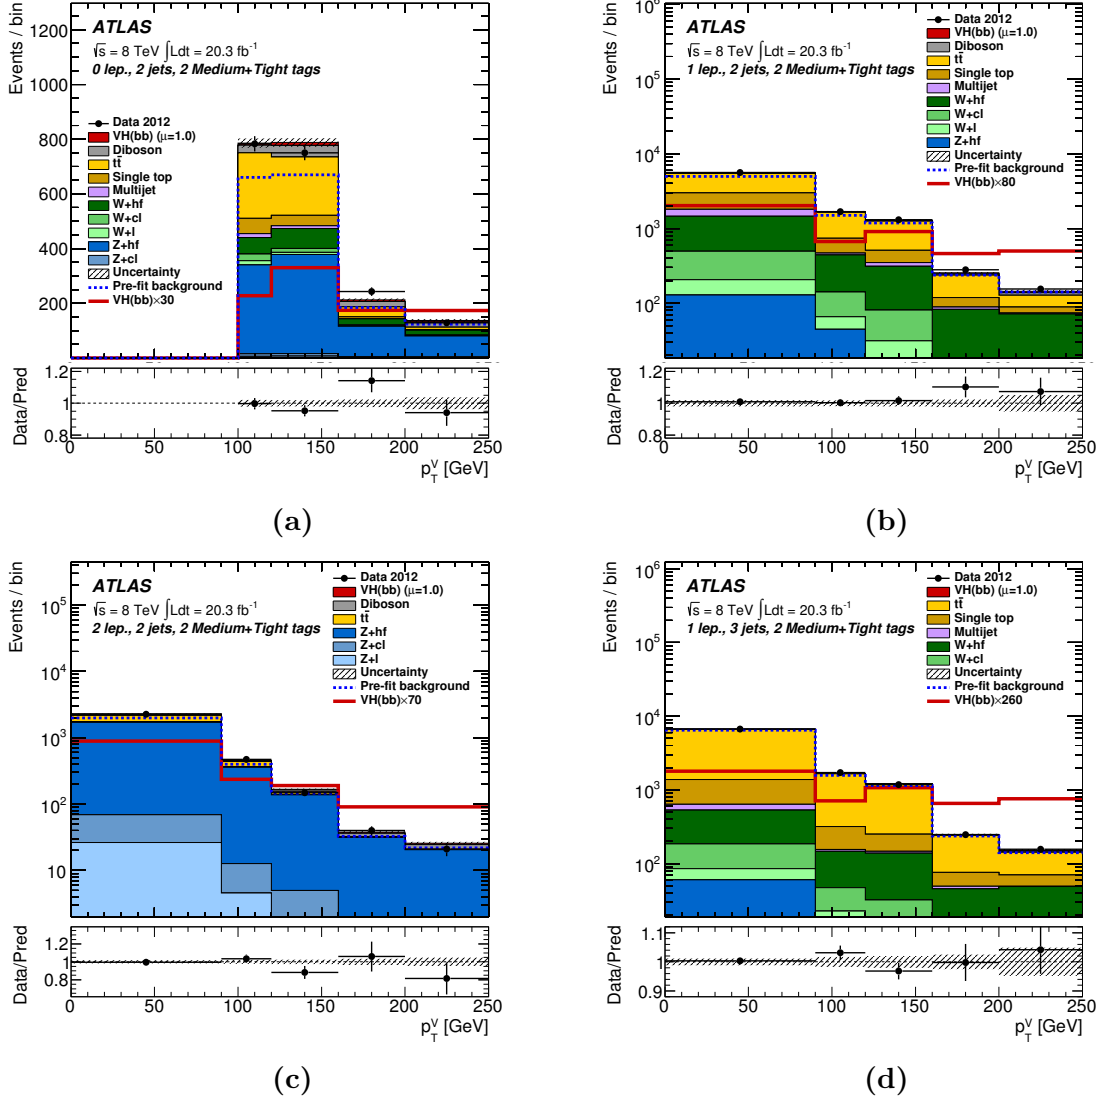 Events / bin
1200
1000
800
600
400
200
ATLAS
√s = 8 TeV ∫Ldt = 20.3 fb⁻¹
0 lep., 2 jets, 2 Medium+Tight tags
Data 2012
VH(bb) (μ=1.0)
Diboson
tt̄
Single top
Multijet
W+hf
W+cl
W+l
Z+hf
Z+cl
Uncertainty
Pre-fit background
VH(bb)×30
Data/Pred
1.2
1
0.8
0 50 100 150 200 250
p_T^V [GeV]
(a)
Events / bin
10⁶
10⁵
10⁴
10³
10²
ATLAS
√s = 8 TeV ∫Ldt = 20.3 fb⁻¹
1 lep., 2 jets, 2 Medium+Tight tags
Data 2012
VH(bb) (μ=1.0)
Diboson
tt̄
Single top
Multijet
W+hf
W+cl
W+l
Z+hf
Uncertainty
Pre-fit background
VH(bb)×80
Data/Pred
1.2
1
0.8
0 50 100 150 200 250
p_T^V [GeV]
(b)
Events / bin
10⁵
10⁴
10³
10²
10
ATLAS
√s = 8 TeV ∫Ldt = 20.3 fb⁻¹
2 lep., 2 jets, 2 Medium+Tight tags
Data 2012
VH(bb) (μ=1.0)
Diboson
tt̄
Z+hf
Z+cl
Z+l
Uncertainty
Pre-fit background
VH(bb)×70
Data/Pred
1.2
1
0.8
0 50 100 150 200 250
p_T^V [GeV]
(c)
Events / bin
10⁶
10⁵
10⁴
10³
10²
ATLAS
√s = 8 TeV ∫Ldt = 20.3 fb⁻¹
1 lep., 3 jets, 2 Medium+Tight tags
Data 2012
VH(bb) (μ=1.0)
tt̄
Single top
Multijet
W+hf
W+cl
Uncertainty
Pre-fit background
VH(bb)×260
Data/Pred
1.1
1
0.9
0 50 100 150 200 250
p_T^V [GeV]
(d)